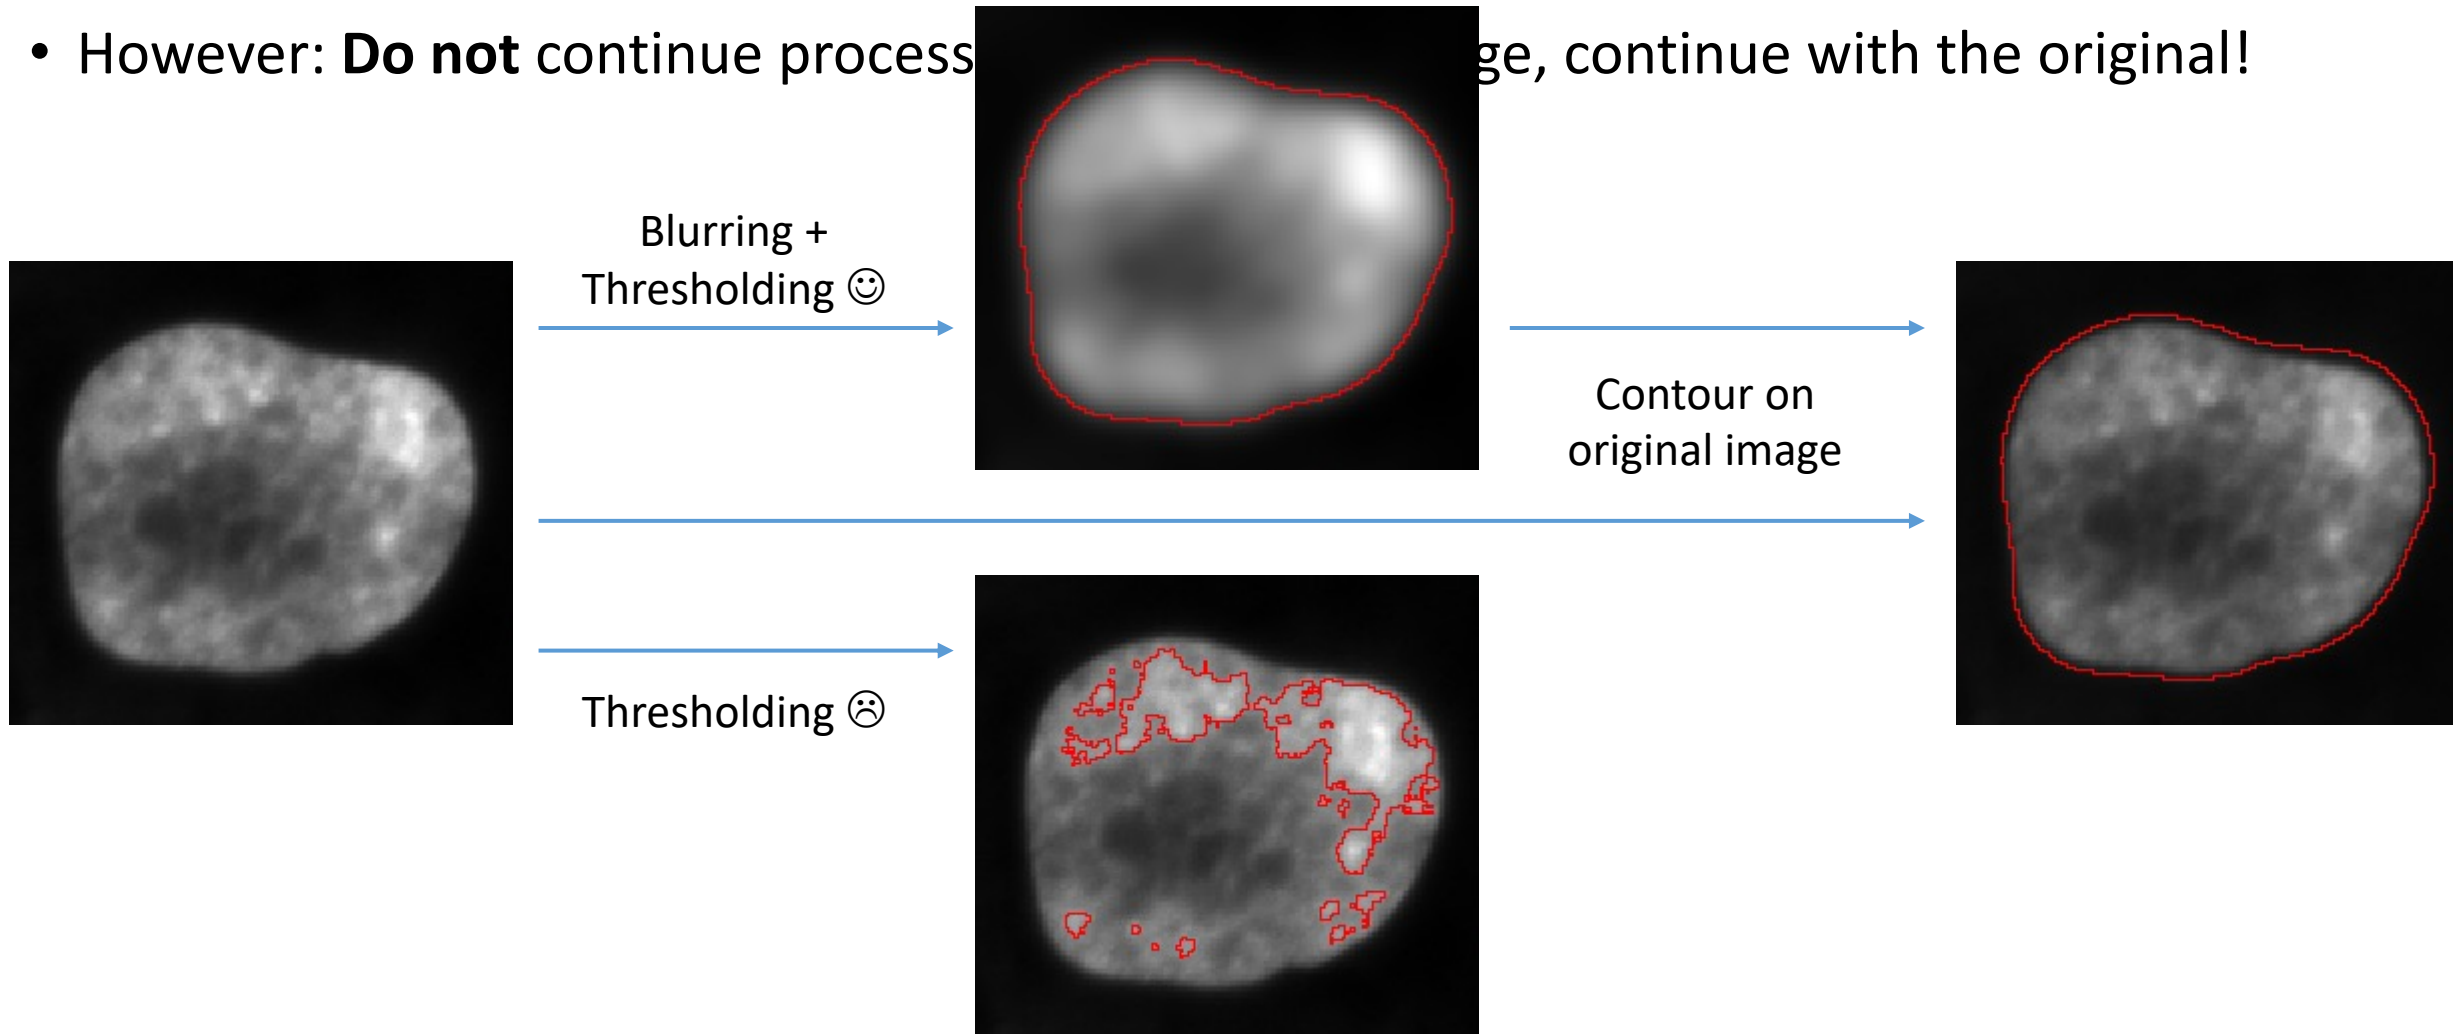 • However: Do not continue process ge, continue with the original!
Blurring +
Thresholding ☺
Contour on
original image
Thresholding ☹